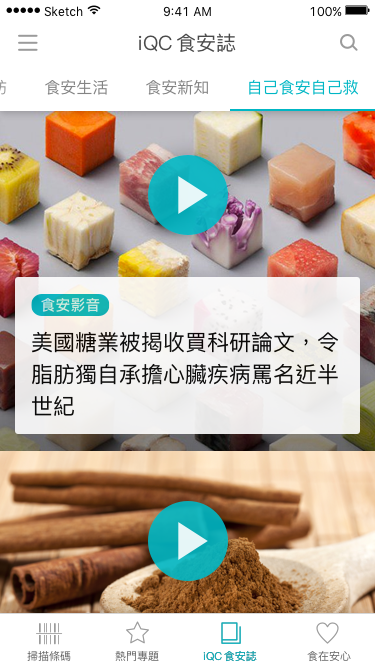 Sketch 9:41 AM 100%
iQC 食安誌
食安生活 食安新知 自己食安自己救
食安影音
美國糖業被揭收買科研論文，令
脂肪獨自承擔心臟疾病罵名近半
世紀
掃描條碼 熱門專題 iQC 食安誌 食在安心